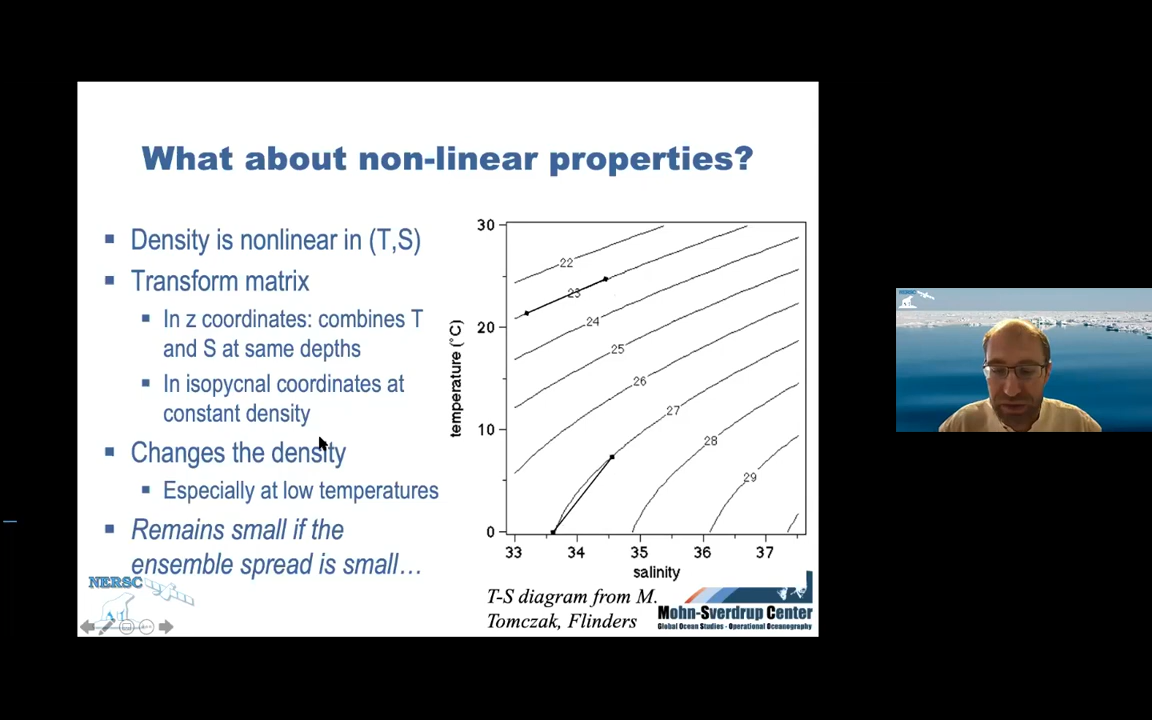 What about non-linear properties?
▪ Density is nonlinear in (T,S)
▪ Transform matrix
▪ In z coordinates: combines T
and S at same depths
▪ In isopycnal coordinates at
constant density
▪ Changes the density
▪ Especially at low temperatures
▪ Remains small if the
ensemble spread is small…
30
20
10
0
temperature (°C)
22
23
24
25
26
27
28
29
33 34 35 36 37
salinity
T-S diagram from M.
Tomczak, Flinders
NERSC
Mohn-Sverdrup Center
Global Ocean Studies - Operational Oceanography